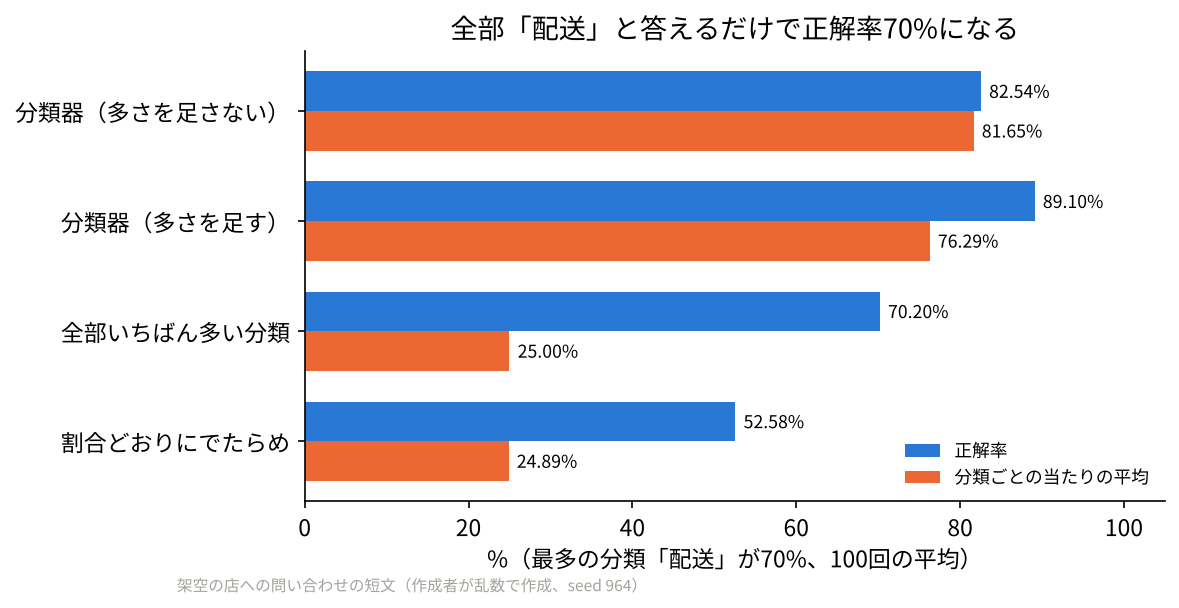 全部「配送」と答えるだけで正解率70%になる
分類器（多さを足さない）
82.54%
81.65%
分類器（多さを足す）
89.10%
76.29%
全部いちばん多い分類
70.20%
25.00%
割合どおりにでたらめ
52.58%
24.89%
正解率
分類ごとの当たりの平均
0 20 40 60 80 100
%（最多の分類「配送」が70%、100回の平均）
架空の店への問い合わせの短文（作成者が乱数で作成、seed 964）